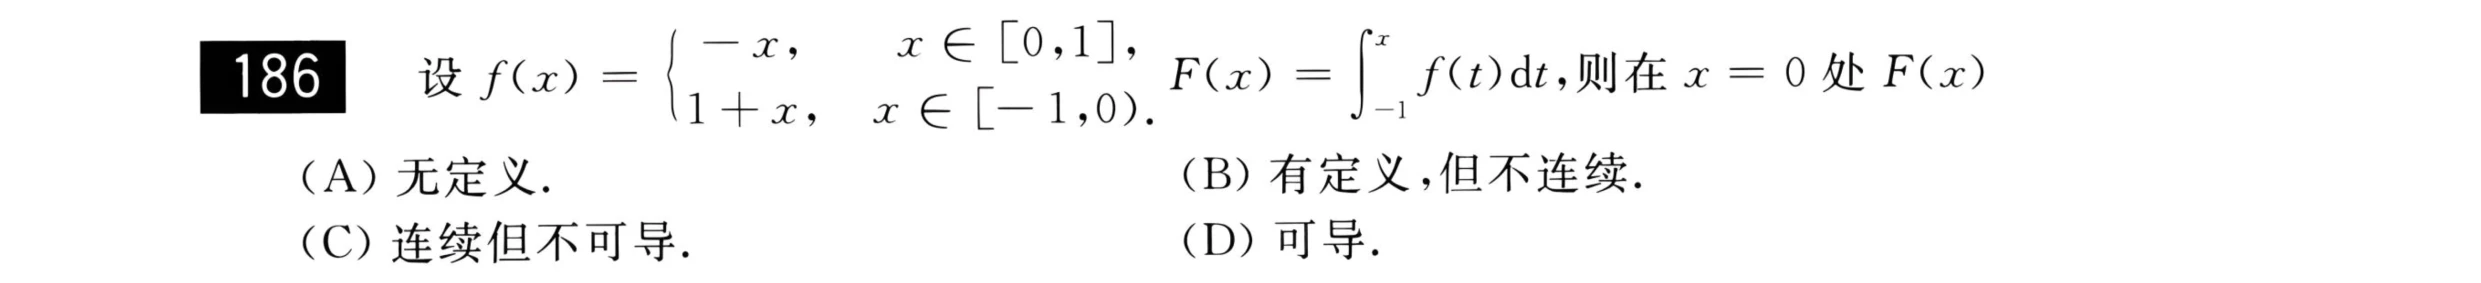 186 设 f(x) = { -x, x ∈ [0,1], 1+x, x ∈ [-1,0). F(x) = ∫_{-1}^{x} f(t)dt,则在 x = 0 处 F(x)
(A) 无定义. (B) 有定义,但不连续.
(C) 连续但不可导. (D) 可导.